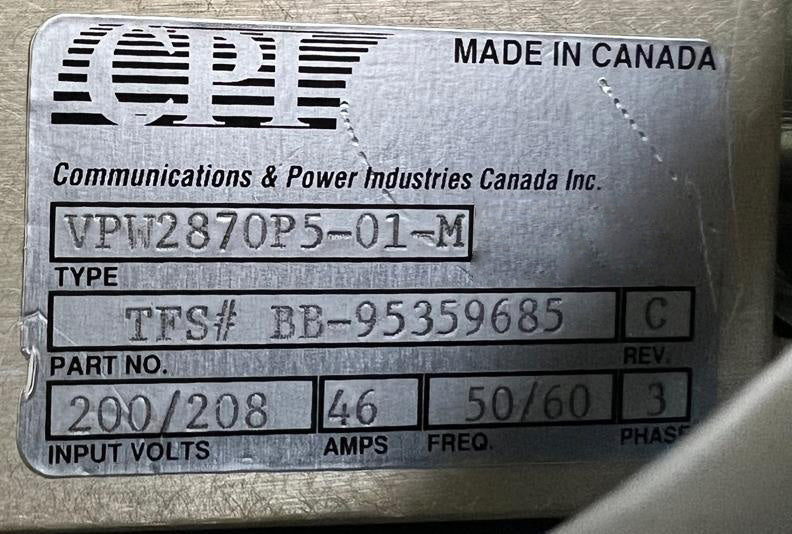 CPI
MADE IN CANADA
Communications & Power Industries Canada Inc.
VPW2870P5-01-M
TYPE
TFS# BB-95359685 C
PART NO. REV.
200/208 46 50/60 3
INPUT VOLTS AMPS FREQ. PHASE